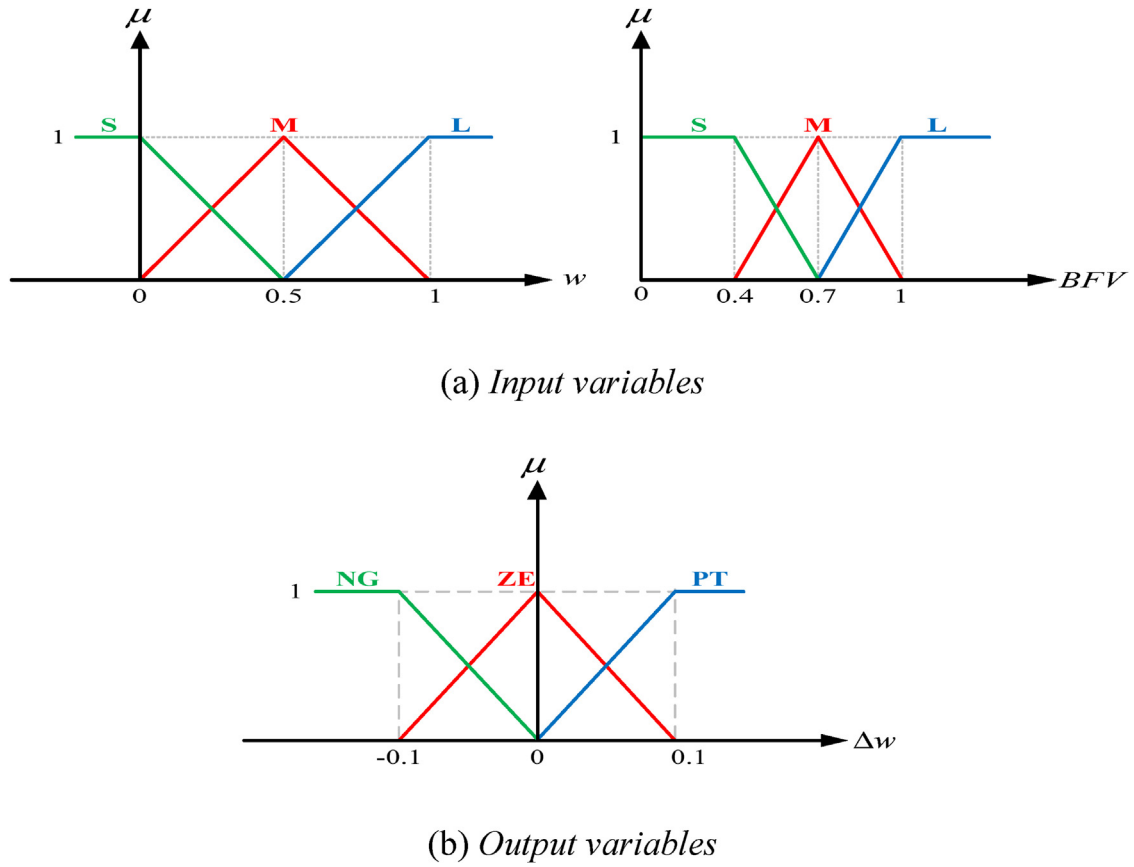 μ μ
1 S M L
1 S M L
0 0.5 1 w
0 0.4 0.7 1 BFV
(a) Input variables
μ
1 NG ZE PT
-0.1 0 0.1 Δw
(b) Output variables